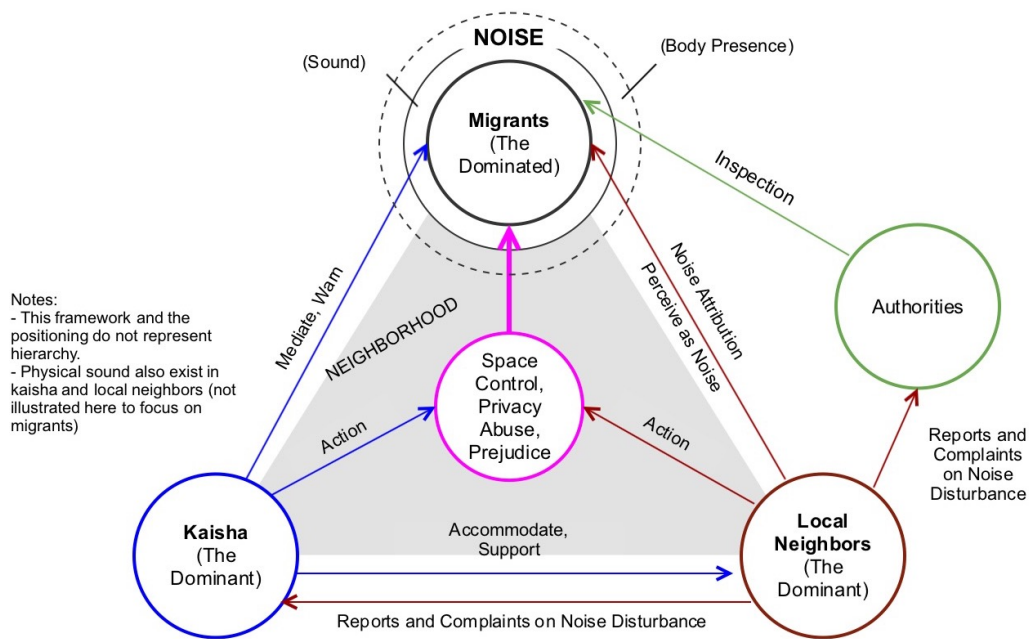 NOISE
(Sound)
(Body Presence)
Migrants
(The
Dominated)
Inspection
Authorities
Notes:
- This framework and the
positioning do not represent
hierarchy.
- Physical sound also exist in
kaisha and local neighbors (not
illustrated here to focus on
migrants)
Mediate, Warn
NEIGHBORHOOD
Noise Attribution
Perceive as Noise
Space
Control,
Privacy
Abuse,
Prejudice
Action
Action
Reports and
Complaints
on Noise
Disturbance
Kaisha
(The
Dominant)
Accommodate,
Support
Local
Neighbors
(The
Dominant)
Reports and Complaints on Noise Disturbance